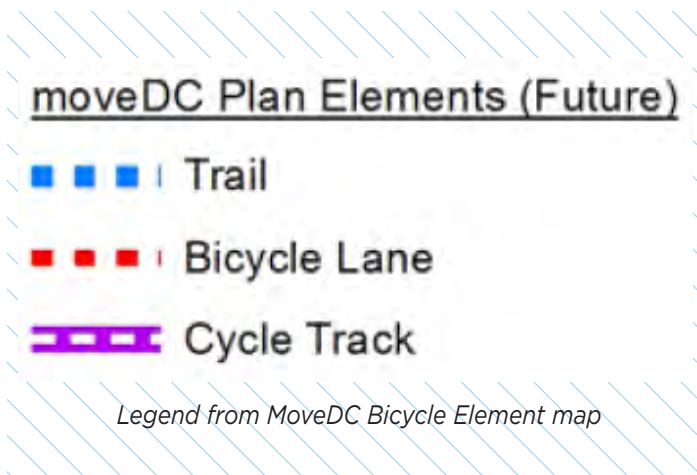 moveDC Plan Elements (Future)
Trail
Bicycle Lane
Cycle Track
Legend from MoveDC Bicycle Element map